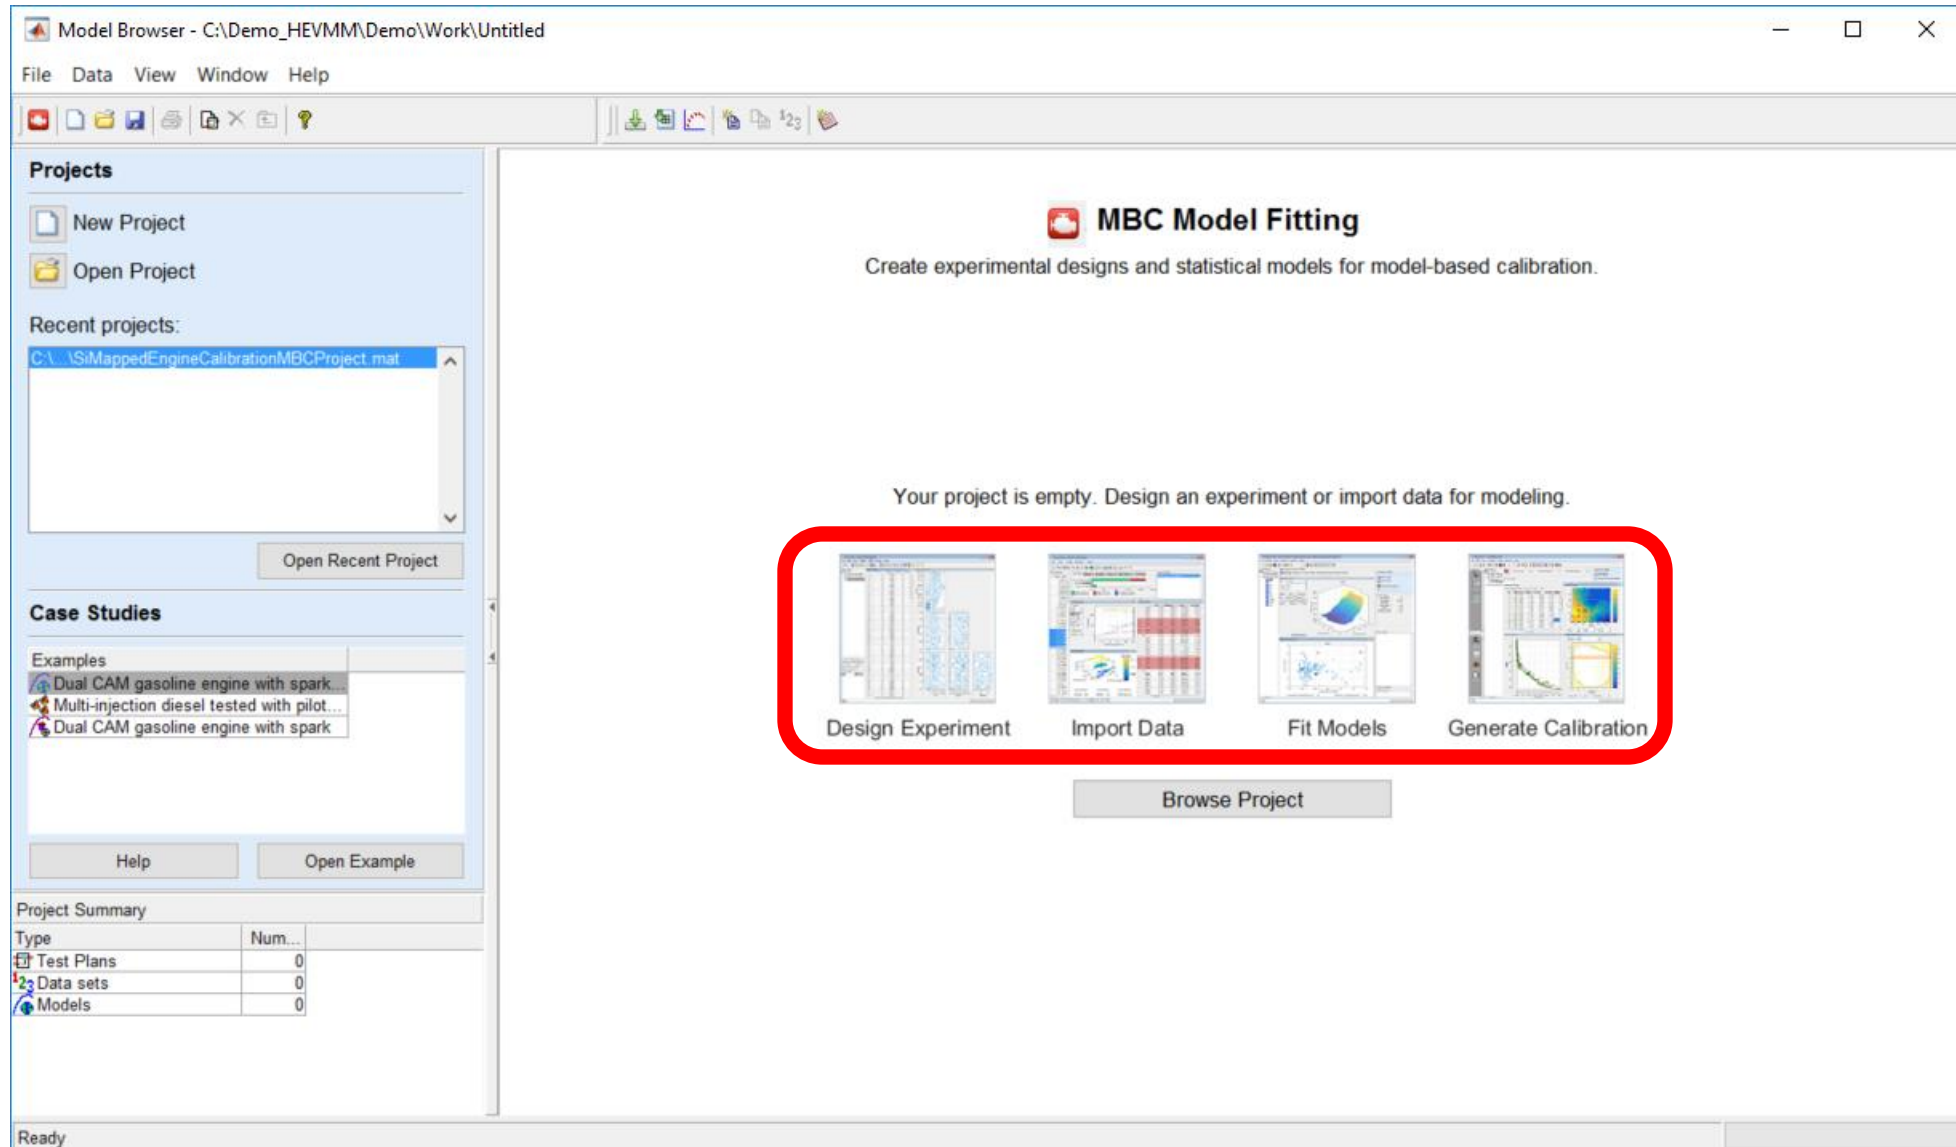 Model Browser - C:\Demo_HEVMM\Demo\Work\Untitled
File Data View Window Help
Projects
New Project
Open Project
Recent projects:
C:\...\SiMappedEngineCalibrationMBCProject.mat
Open Recent Project
Case Studies
Examples
Dual CAM gasoline engine with spark...
Multi-injection diesel tested with pilot...
Dual CAM gasoline engine with spark
Help Open Example
Project Summary
Type Num...
Test Plans 0
Data sets 0
Models 0
MBC Model Fitting
Create experimental designs and statistical models for model-based calibration.
Your project is empty. Design an experiment or import data for modeling.
Design Experiment Import Data Fit Models Generate Calibration
Browse Project
Ready